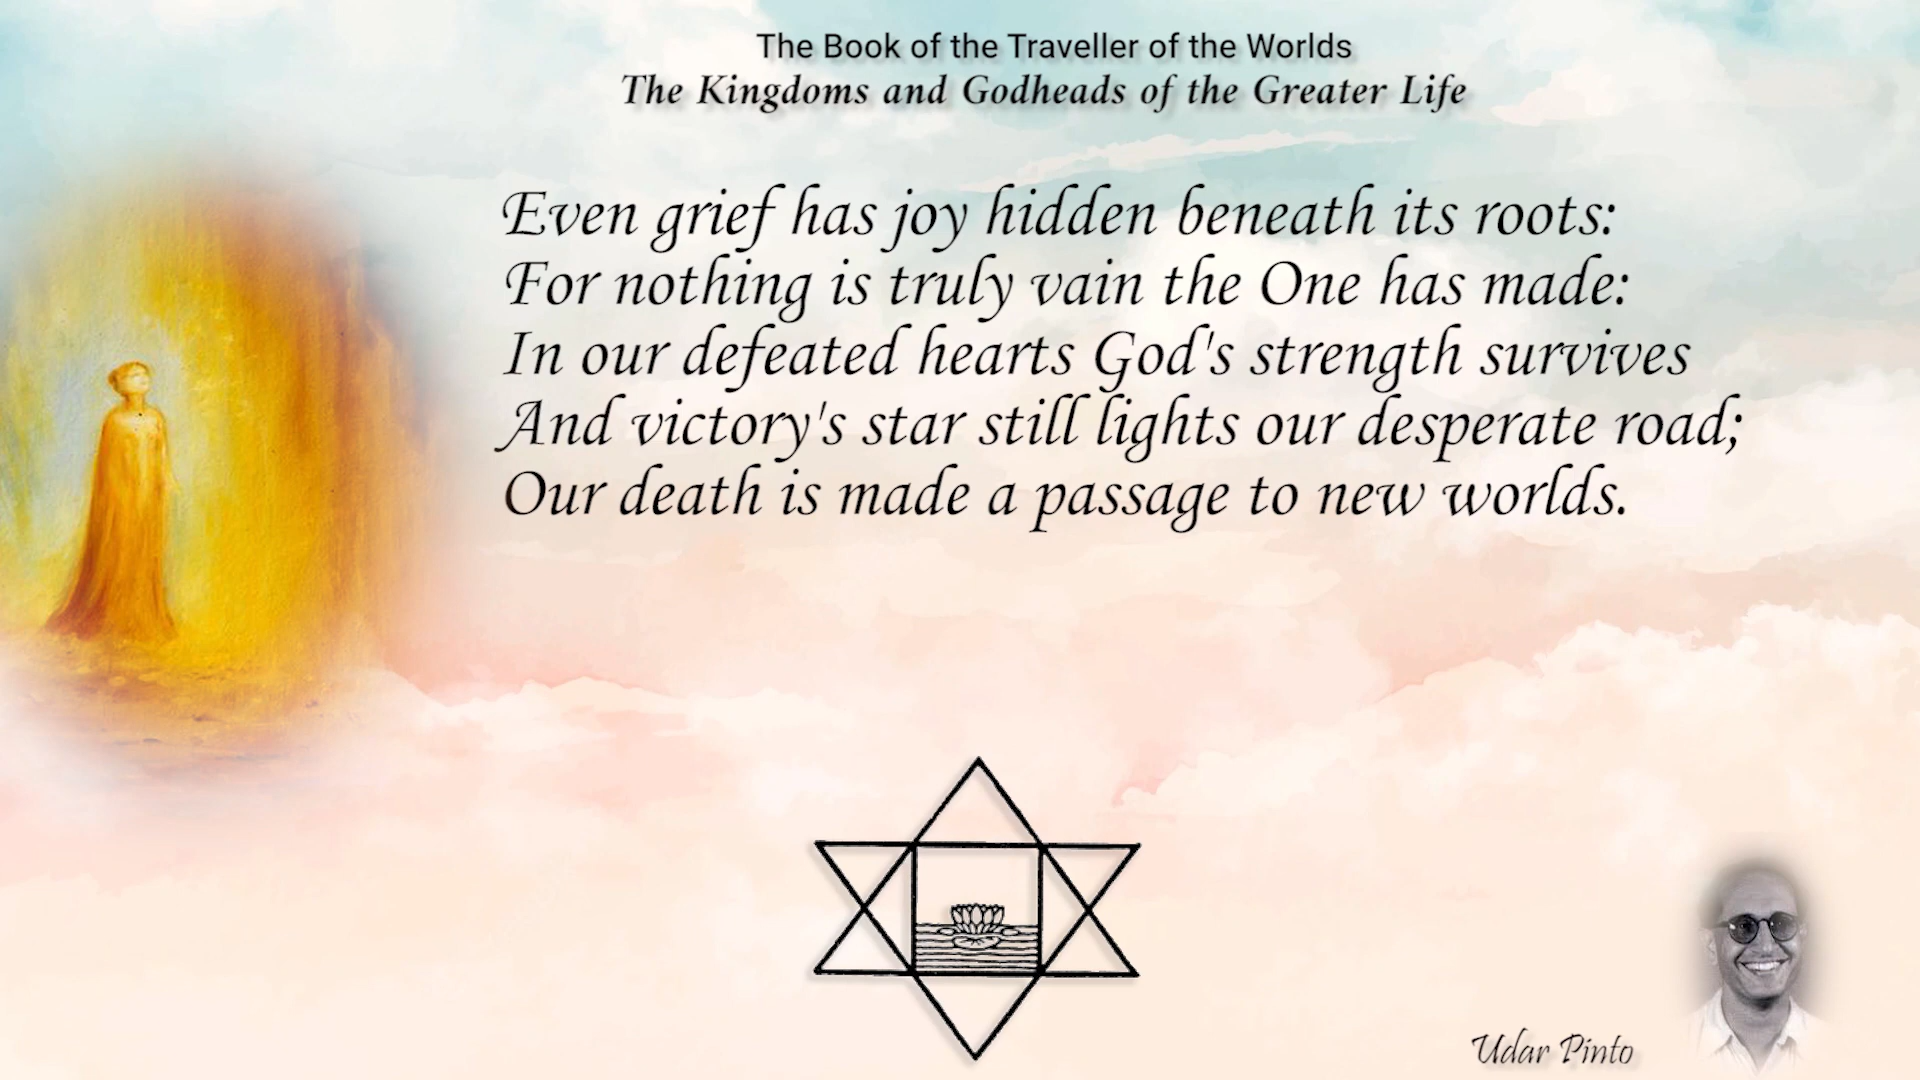 The Book of the Traveller of the Worlds
The Kingdoms and Godheads of the Greater Life
Even grief has joy hidden beneath its roots:
For nothing is truly vain the One has made:
In our defeated hearts God's strength survives
And victory's star still lights our desperate road;
Our death is made a passage to new worlds.
Udar Pinto